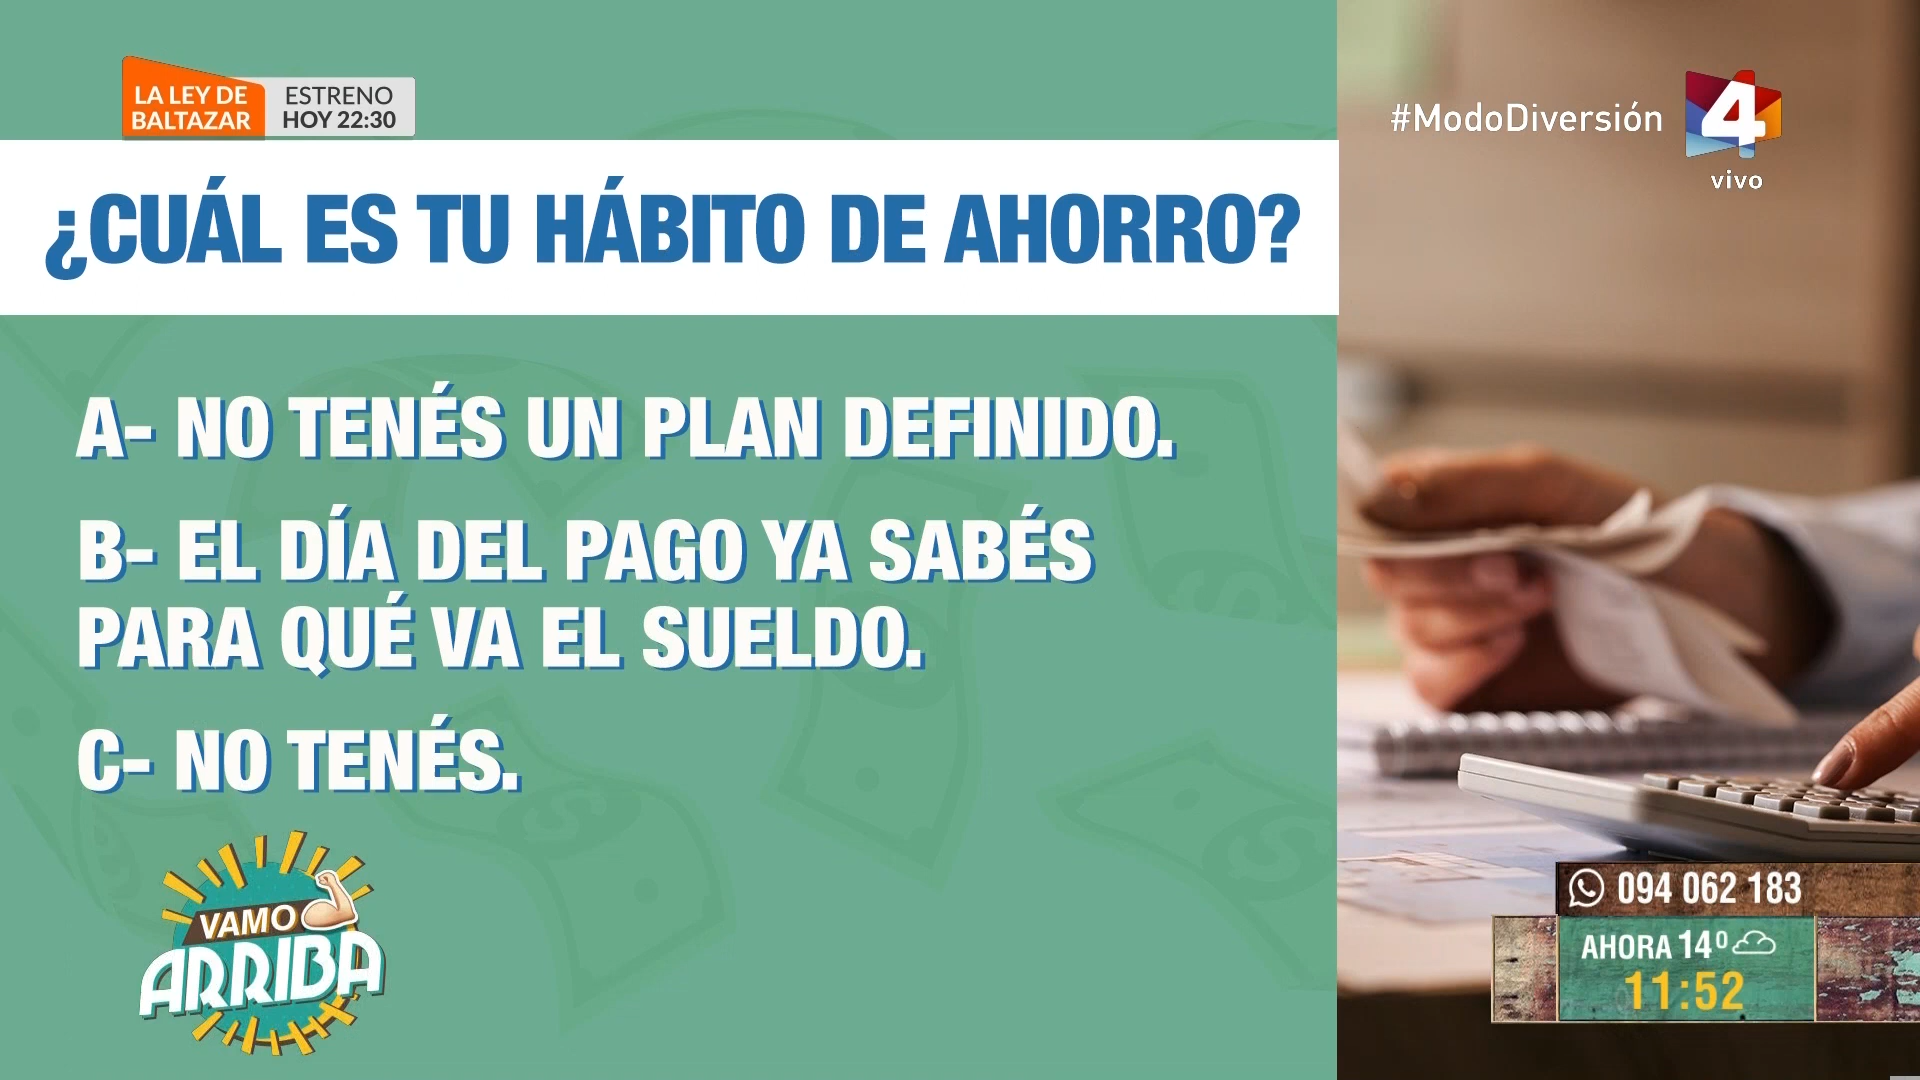 LA LEY DE
BALTAZAR
ESTRENO
HOY 22:30
#ModoDiversión
4
vivo
¿CUÁL ES TU HÁBITO DE AHORRO?
A- NO TENÉS UN PLAN DEFINIDO.
B- EL DÍA DEL PAGO YA SABÉS
PARA QUÉ VA EL SUELDO.
C- NO TENÉS.
VAMO
ARRIBA
094 062 183
AHORA 14º
11:52